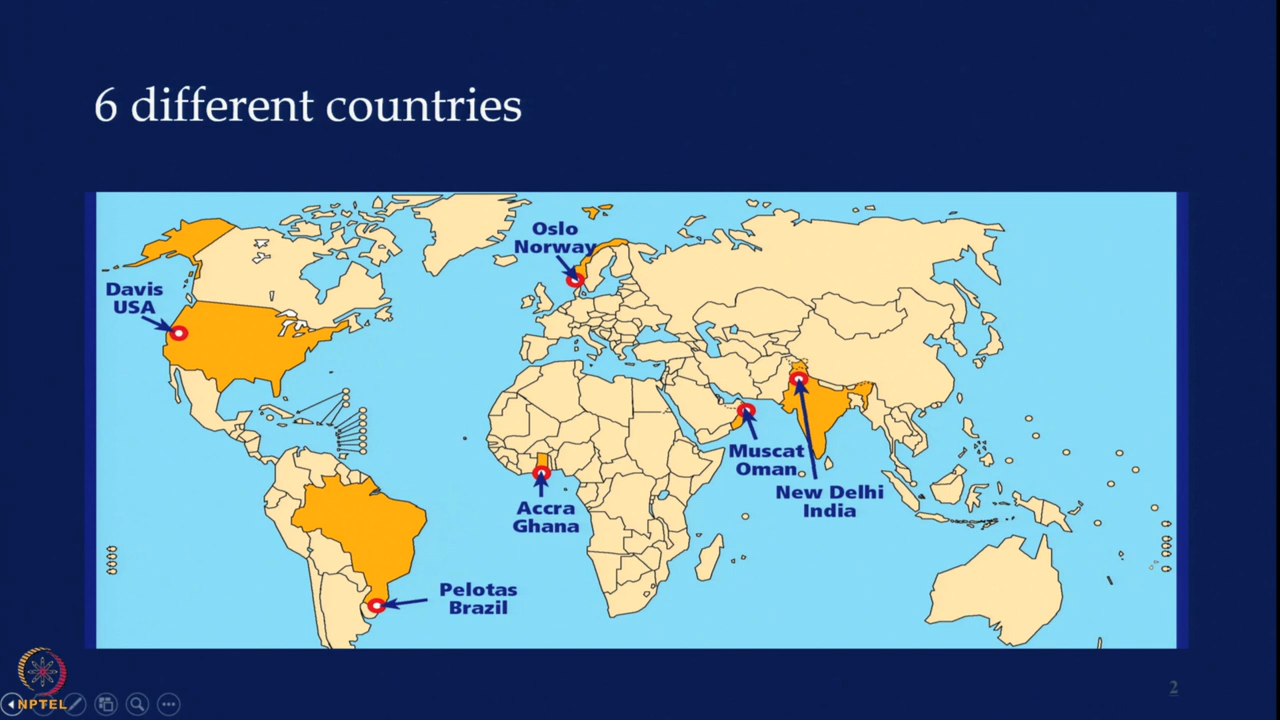 6 different countries
Oslo
Norway
Davis
USA
Muscat
Oman
New Delhi
India
Accra
Ghana
Pelotas
Brazil
2
NPTEL